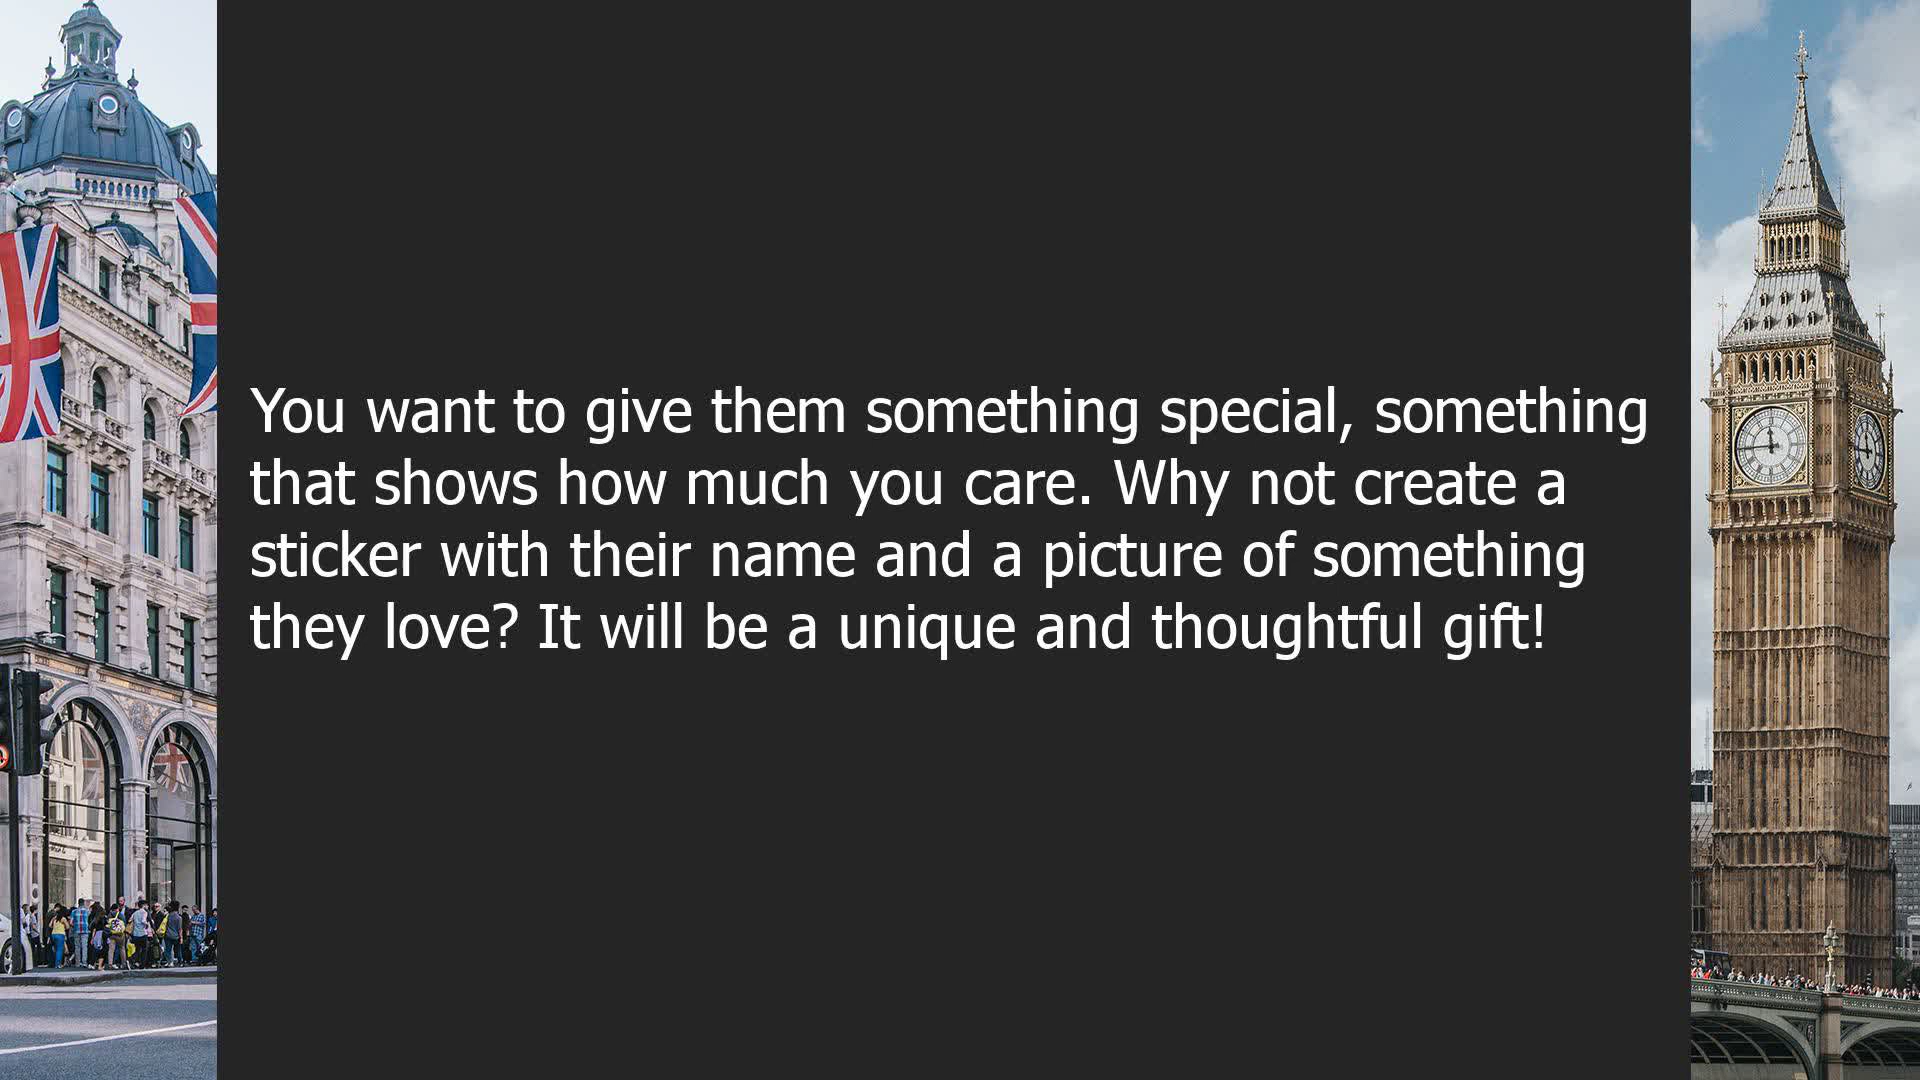 You want to give them something special, something
that shows how much you care. Why not create a
sticker with their name and a picture of something
they love? It will be a unique and thoughtful gift!